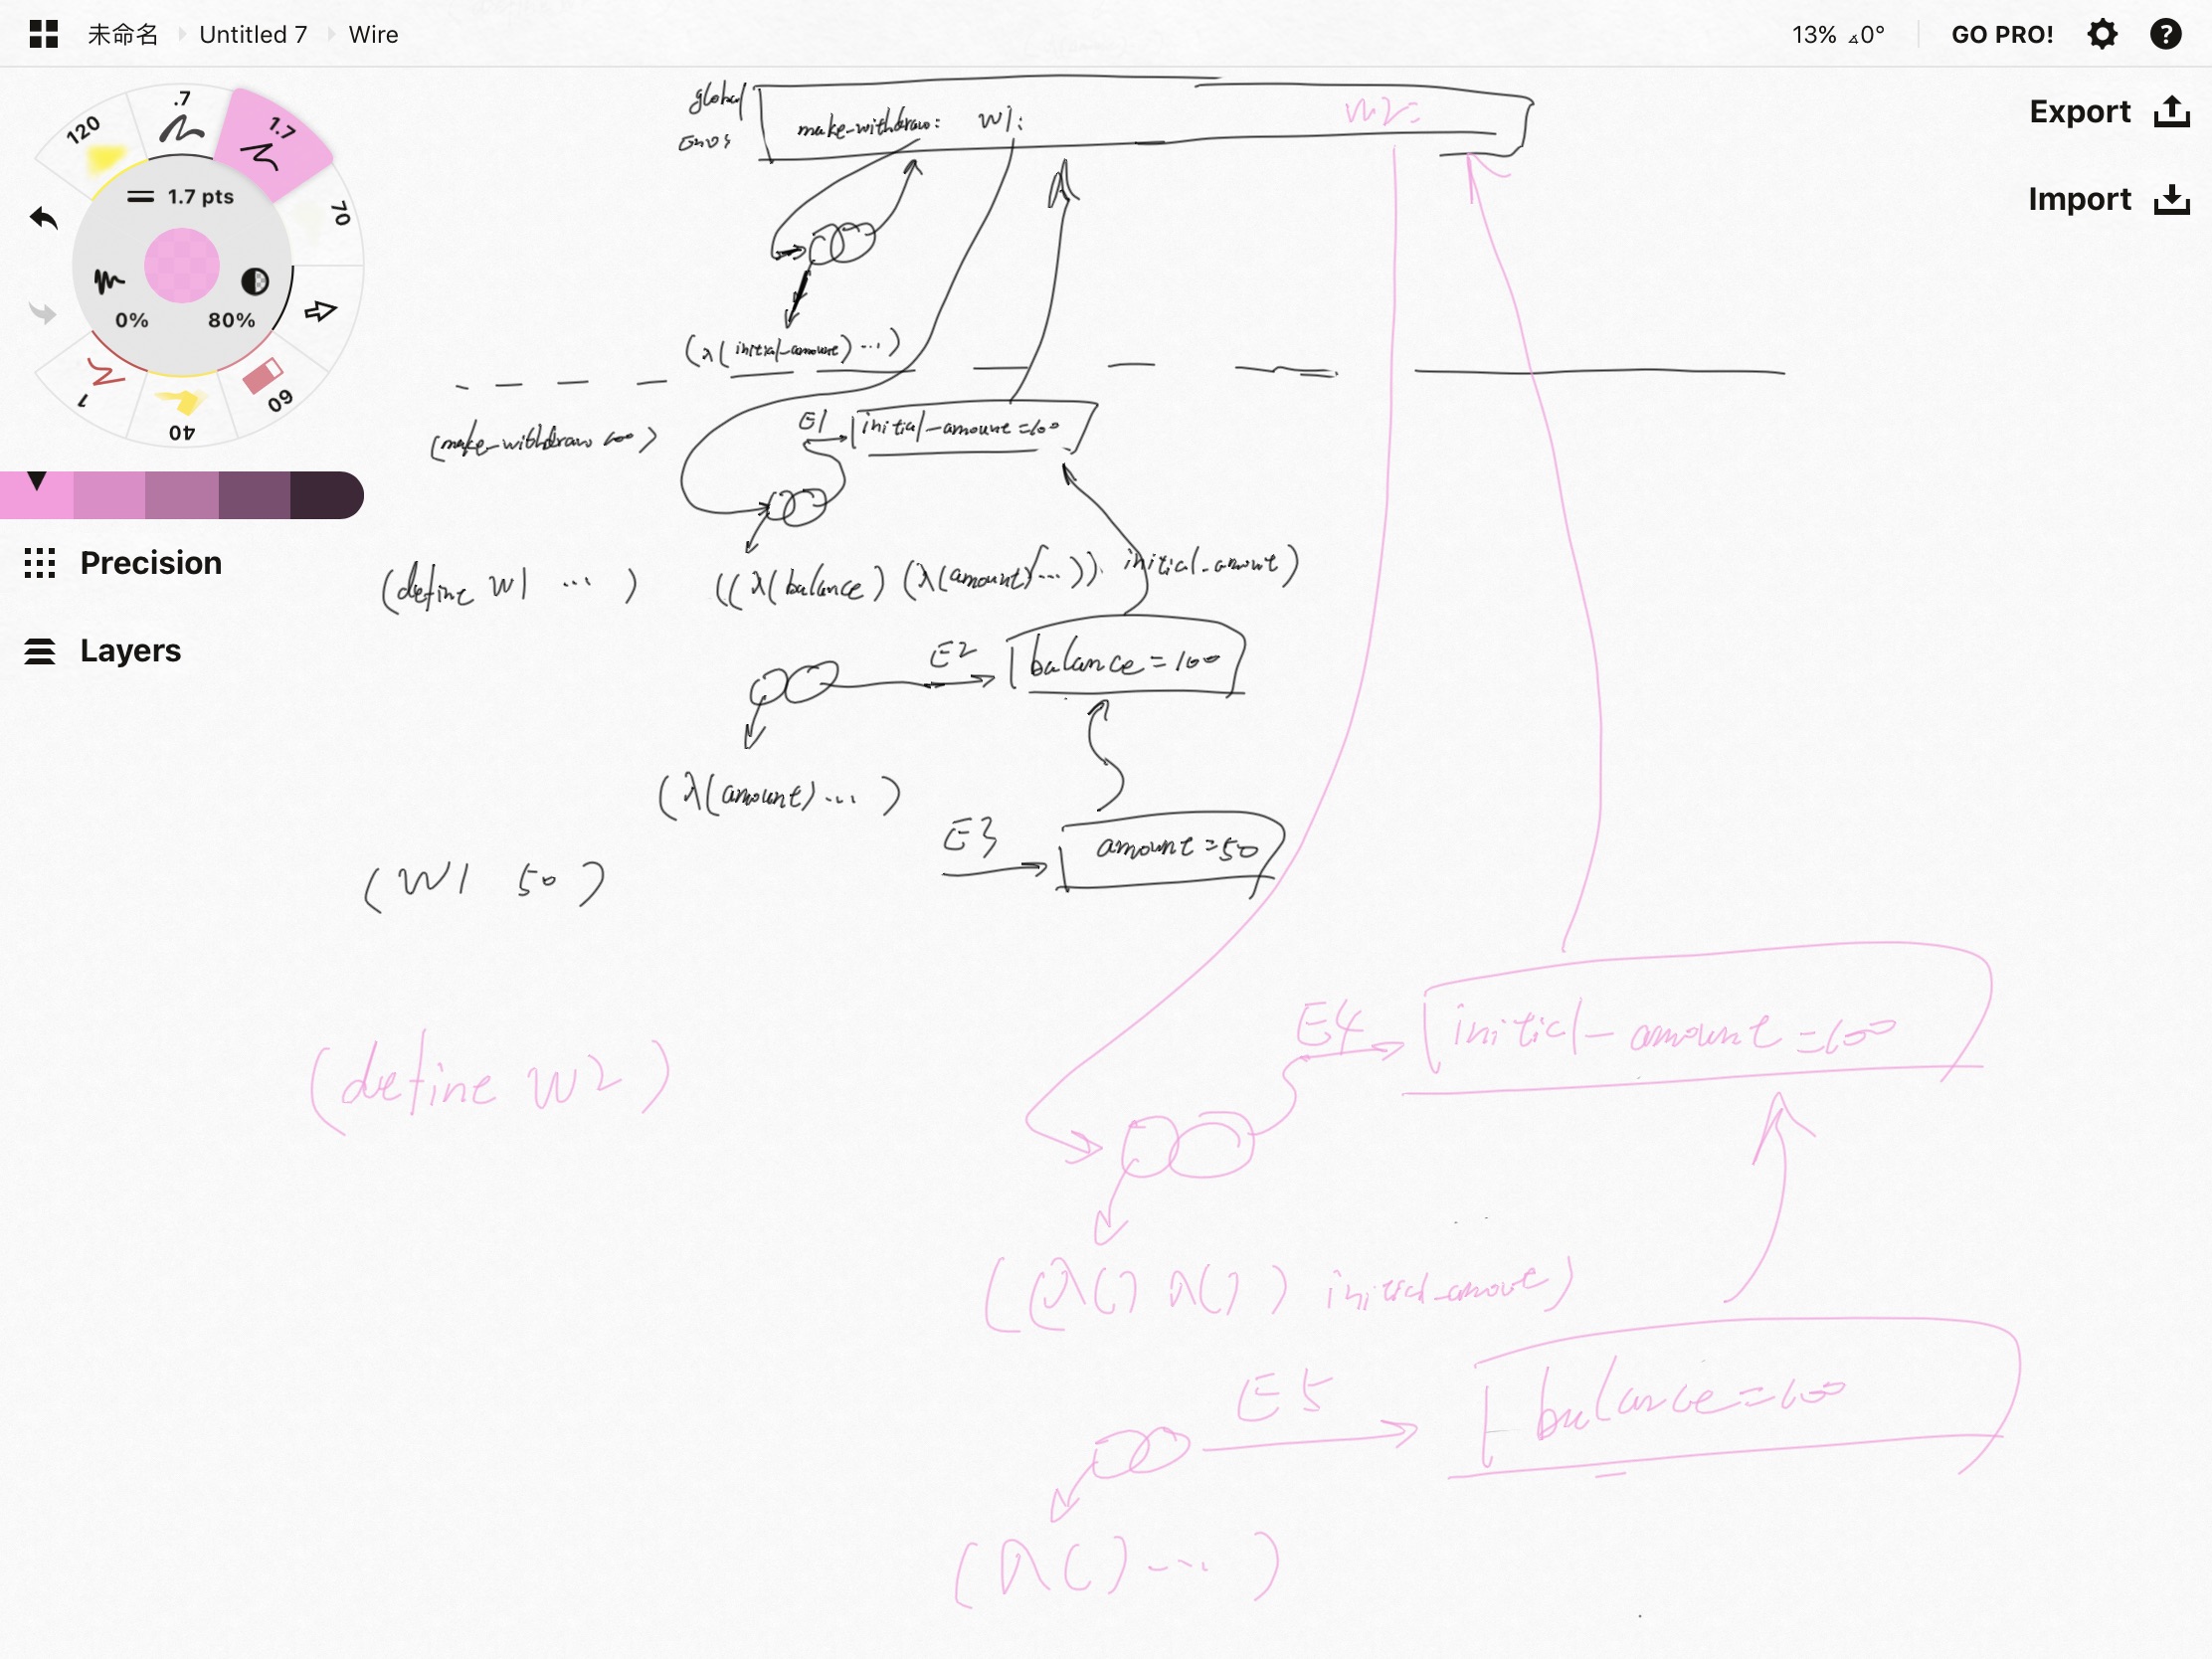 未命名 Untitled 7 Wire
13% ∡0° GO PRO!
Export
Import
120 .7 1.7 70
1.7 pts
0% 80%
1 40 60
Precision
Layers
global
make-withdraw: W1: W2:
(λ(initial-amount)...)
(make-withdraw 100)
E1 initial-amount=100
(define W1 ... )
((λ(balance) (λ(amount)...)) initial-amount)
E2 balance=100
(λ(amount)... )
E3 amount=50
(W1 50)
E4 initial-amount=100
(define W2)
((λ() λ()) initial-amout)
E5 balance=100
(λ()... )